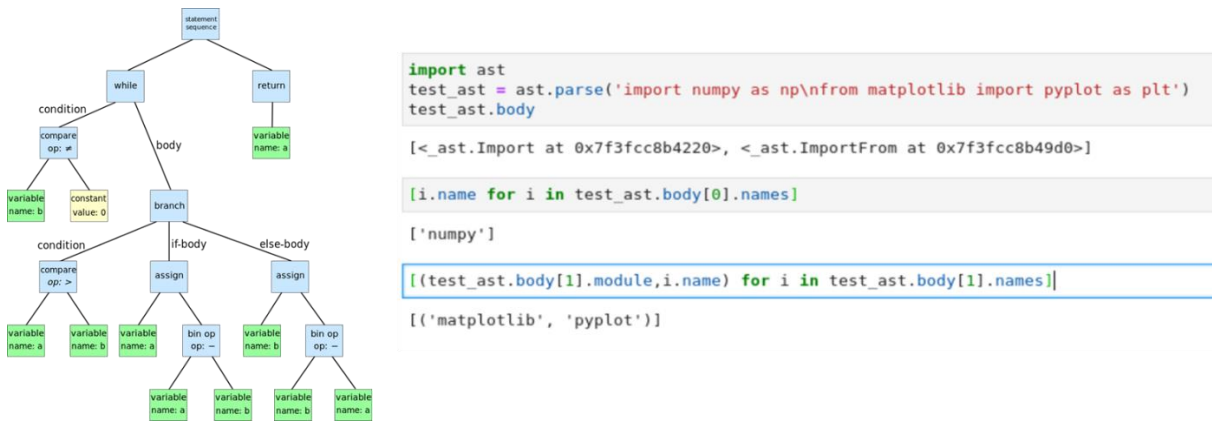 statement
sequence
while
return
condition
body
compare
op: ≠
variable
name: a
variable
name: b
constant
value: 0
branch
condition
if-body
else-body
compare
op: >
assign
assign
variable
name: a
variable
name: b
variable
name: a
bin op
op: −
variable
name: b
bin op
op: −
variable
name: a
variable
name: b
variable
name: b
variable
name: a
import ast
test_ast = ast.parse('import numpy as np\nfrom matplotlib import pyplot as plt')
test_ast.body
[<_ast.Import at 0x7f3fcc8b4220>, <_ast.ImportFrom at 0x7f3fcc8b49d0>]
[i.name for i in test_ast.body[0].names]
['numpy']
[(test_ast.body[1].module,i.name) for i in test_ast.body[1].names]
[('matplotlib', 'pyplot')]